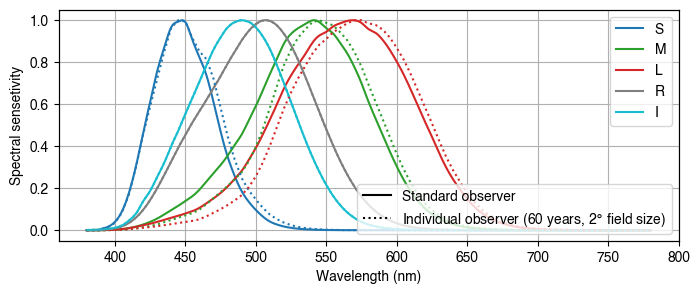 1.0
0.8
0.6
0.4
0.2
0.0
Spectral sensetivity
S
M
L
R
I
Standard observer
Individual observer (60 years, 2° field size)
400 450 500 550 600 650 700 750 800
Wavelength (nm)